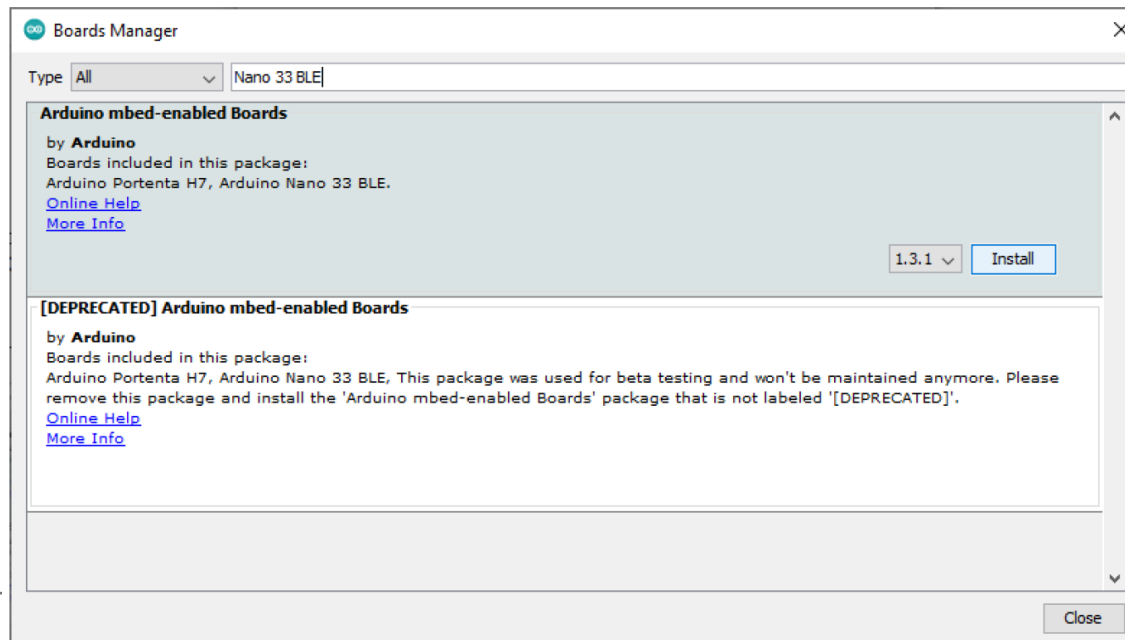 Boards Manager
Type All Nano 33 BLE
Arduino mbed-enabled Boards
by Arduino
Boards included in this package:
Arduino Portenta H7, Arduino Nano 33 BLE.
Online Help
More Info
1.3.1 Install
[DEPRECATED] Arduino mbed-enabled Boards
by Arduino
Boards included in this package:
Arduino Portenta H7, Arduino Nano 33 BLE, This package was used for beta testing and won't be maintained anymore. Please
remove this package and install the 'Arduino mbed-enabled Boards' package that is not labeled '[DEPRECATED]'.
Online Help
More Info
Close